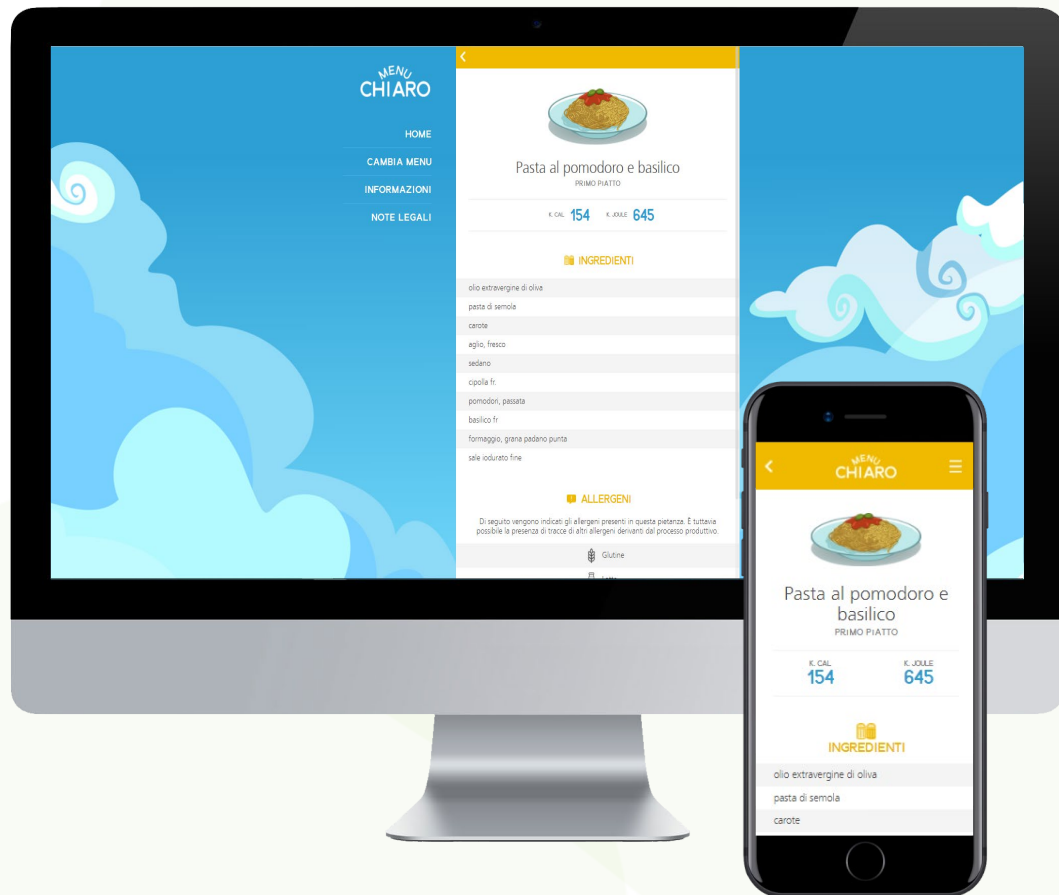 MENU
CHIARO
HOME
CAMBIA MENU
INFORMAZIONI
NOTE LEGALI
Pasta al pomodoro e basilico
PRIMO PIATTO
K. CAL 154 K. JOULE 645
INGREDIENTI
olio extravergine di oliva
pasta di semola
carote
aglio, fresco
sedano
cipolla fr.
pomodori, passata
basilico fr
formaggio, grana padano punta
sale iodurato fine
ALLERGENI
Di seguito vengono indicati gli allergeni presenti in questa pietanza. È tuttavia
possibile la presenza di tracce di altri allergeni derivanti dal processo produttivo.
Glutine
MENU
CHIARO
Pasta al pomodoro e
basilico
PRIMO PIATTO
K. CAL K. JOULE
154 645
INGREDIENTI
olio extravergine di oliva
pasta di semola
carote